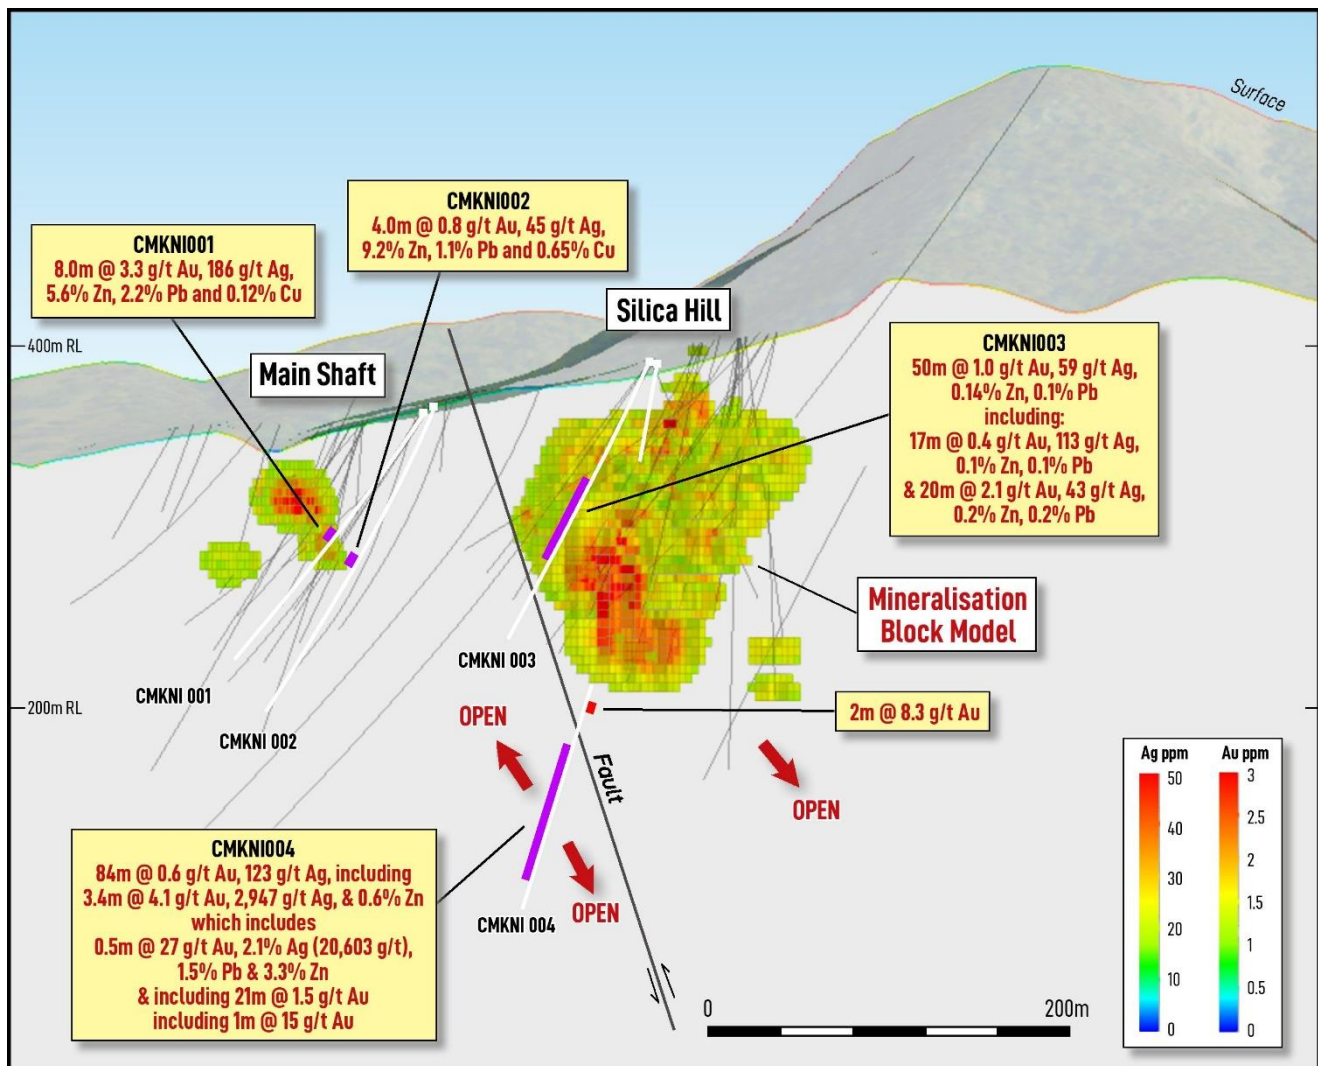 Surface
CMKNI002
4.0m @ 0.8 g/t Au, 45 g/t Ag,
9.2% Zn, 1.1% Pb and 0.65% Cu
CMKNI001
8.0m @ 3.3 g/t Au, 186 g/t Ag,
5.6% Zn, 2.2% Pb and 0.12% Cu
Silica Hill
400m RL
Main Shaft
CMKNI003
50m @ 1.0 g/t Au, 59 g/t Ag,
0.14% Zn, 0.1% Pb
including:
17m @ 0.4 g/t Au, 113 g/t Ag,
0.1% Zn, 0.1% Pb
& 20m @ 2.1 g/t Au, 43 g/t Ag,
0.2% Zn, 0.2% Pb
Mineralisation
Block Model
CMKNI 003
CMKNI 001
CMKNI 002
200m RL
OPEN
2m @ 8.3 g/t Au
Fault
OPEN
CMKNI004
84m @ 0.6 g/t Au, 123 g/t Ag, including
3.4m @ 4.1 g/t Au, 2,947 g/t Ag, & 0.6% Zn
which includes
0.5m @ 27 g/t Au, 2.1% Ag (20,603 g/t),
1.5% Pb & 3.3% Zn
& including 21m @ 1.5 g/t Au
including 1m @ 15 g/t Au
OPEN
CMKNI 004
0 200m
Ag ppm
50
40
30
20
10
0
Au ppm
3
2.5
2
1.5
1
0.5
0